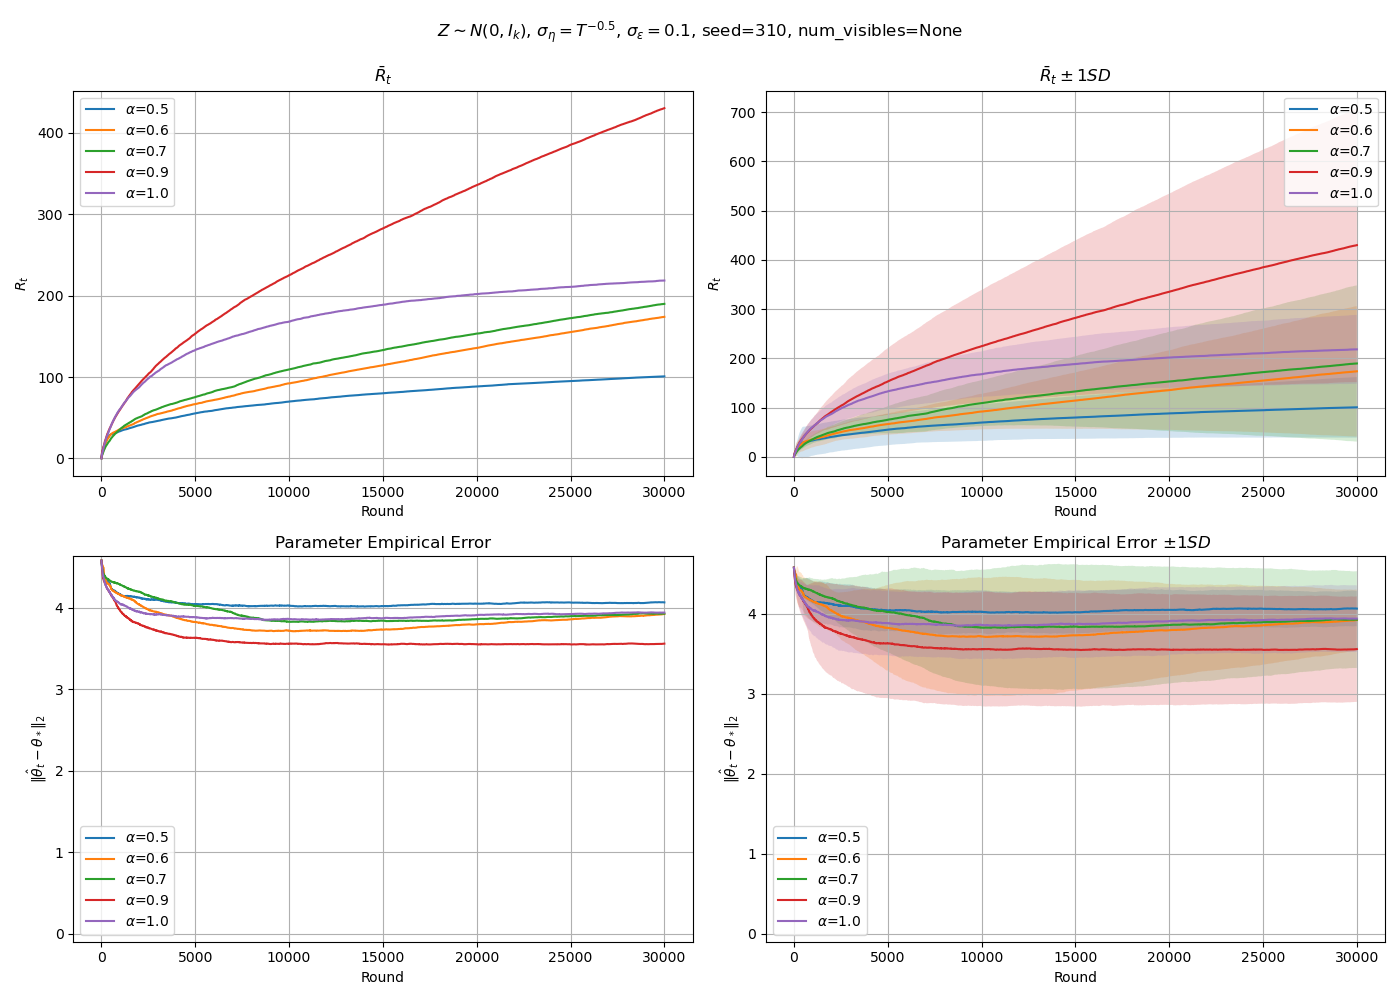 Z ∼ N(0, I_k), σ_η = T^{−0.5}, σ_ε = 0.1, seed=310, num_visibles=None
R̄_t
R_t
400
300
200
100
0
α=0.5
α=0.6
α=0.7
α=0.9
α=1.0
0 5000 10000 15000 20000 25000 30000
Round
R̄_t ± 1SD
R_t
700
600
500
400
300
200
100
0
α=0.5
α=0.6
α=0.7
α=0.9
α=1.0
0 5000 10000 15000 20000 25000 30000
Round
Parameter Empirical Error
‖θ̂_t − θ_*‖_2
4
3
2
1
0
α=0.5
α=0.6
α=0.7
α=0.9
α=1.0
0 5000 10000 15000 20000 25000 30000
Round
Parameter Empirical Error ±1SD
‖θ̂_t − θ_*‖_2
4
3
2
1
0
α=0.5
α=0.6
α=0.7
α=0.9
α=1.0
0 5000 10000 15000 20000 25000 30000
Round